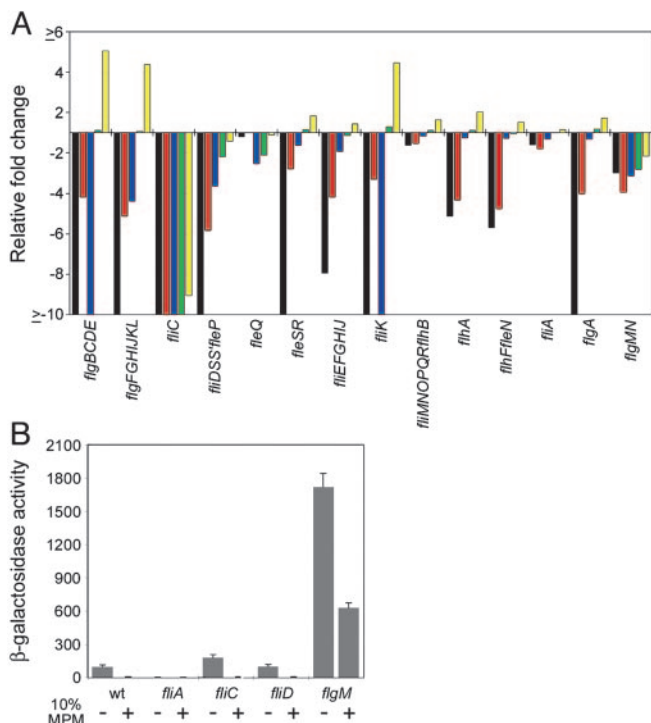 A
≥6
4
2
-2
-4
-6
-8
≤-10
Relative fold change
flgBCDE
flgFGHIJKL
fliC
fliDSS'fleP
fleQ
fleSR
fliEFGHIJ
fliK
fliMNOPQRflhB
flhA
flhFfleN
fliA
flgA
flgMN
B
2100
1800
1500
1200
900
600
300
0
β-galactosidase activity
wt fliA fliC fliD flgM
10% MPM - + - + - + - + - +